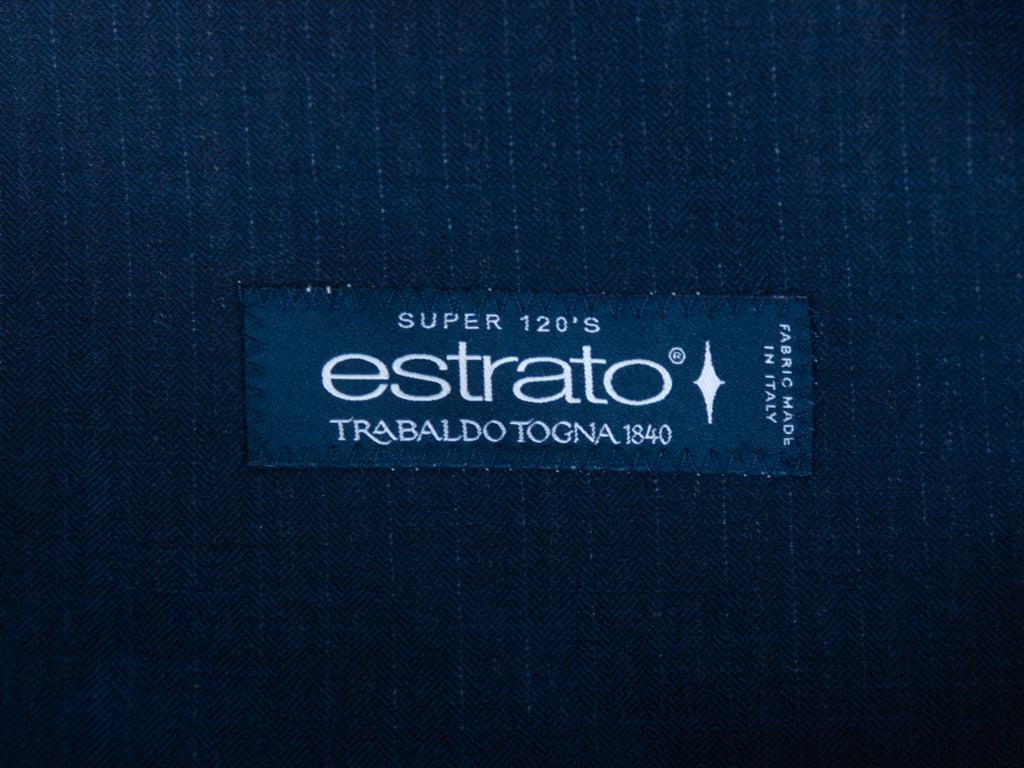 SUPER 120'S
estrato®
TRABALDO TOGNA 1840
FABRIC MADE
IN ITALY